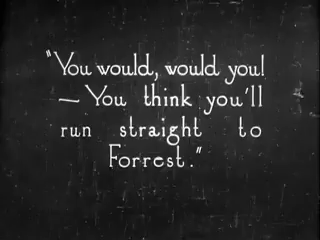 "You would, would you!
— You think you'll
run straight to
Forrest."